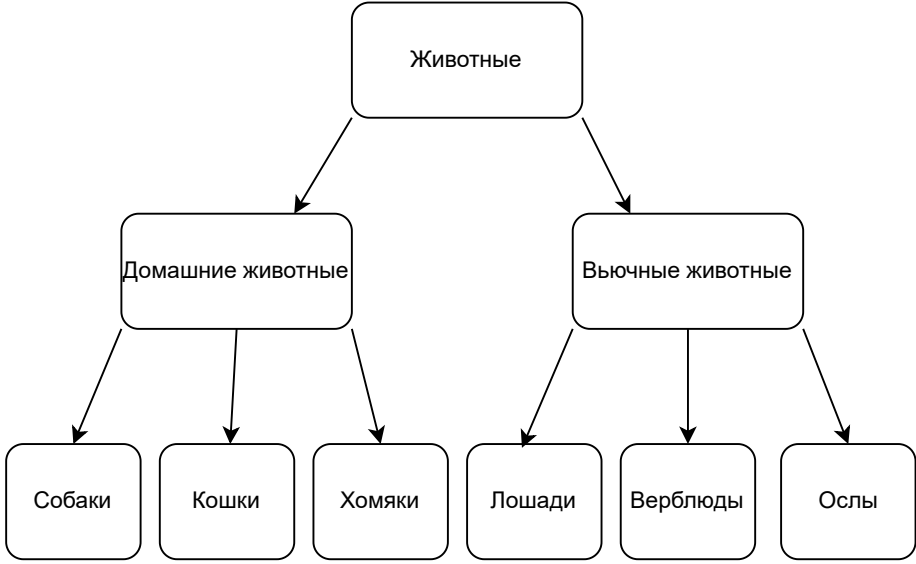 Животные
Домашние животные
Вьючные животные
Собаки
Кошки
Хомяки
Лошади
Верблюды
Ослы